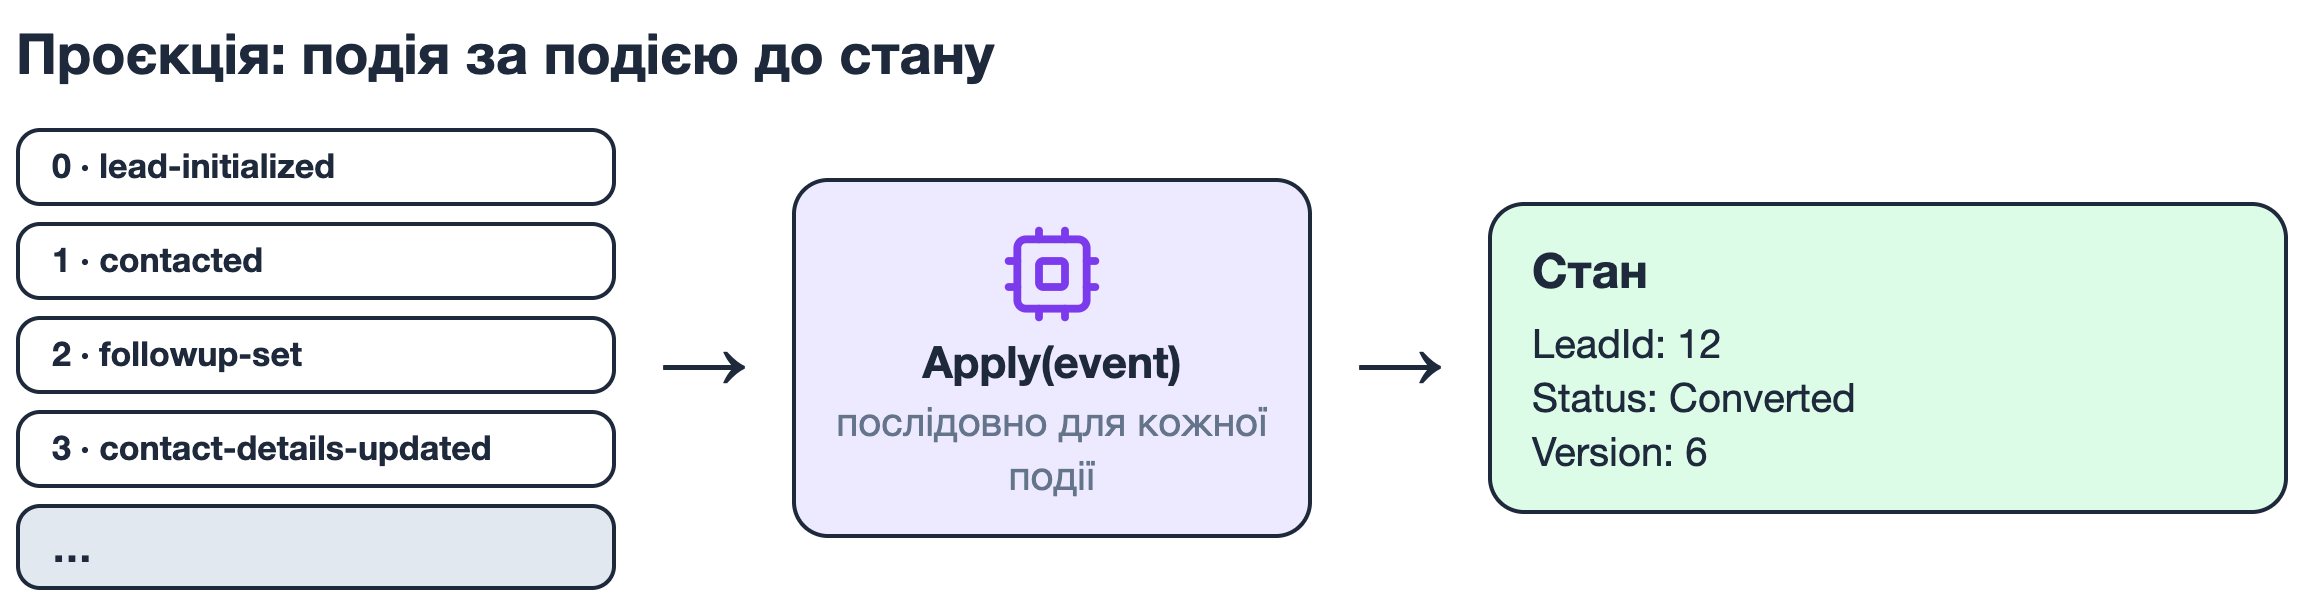 Проєкція: подія за подією до стану
0 · lead-initialized
1 · contacted
2 · followup-set
3 · contact-details-updated
...
Apply(event)
послідовно для кожної
події
Стан
LeadId: 12
Status: Converted
Version: 6